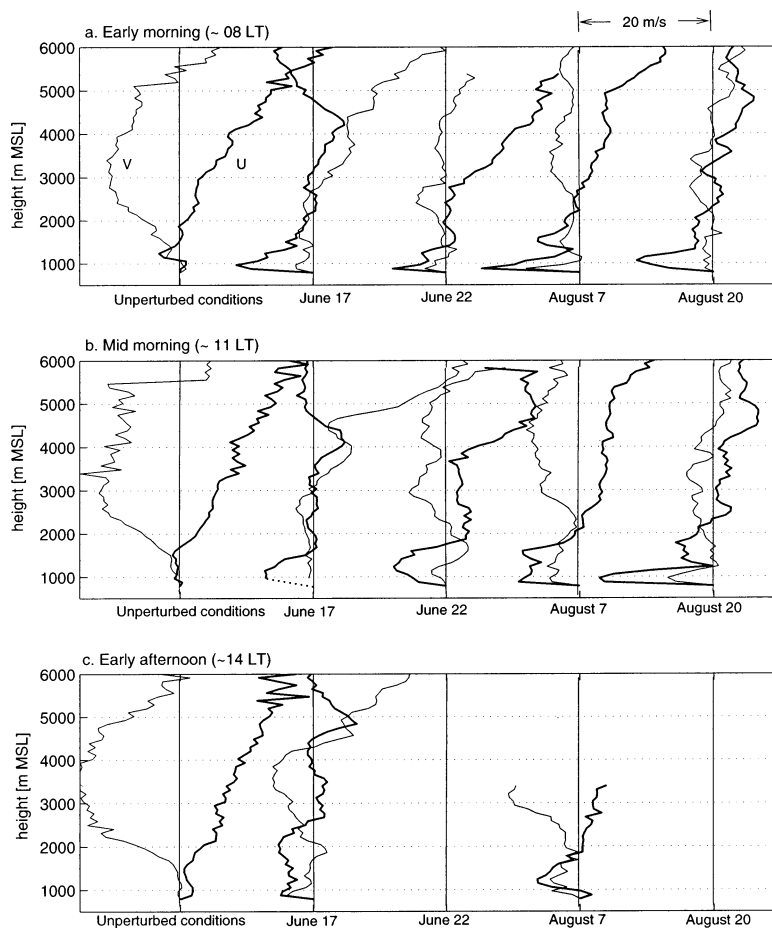 a. Early morning (~ 08 LT)
20 m/s
6000
5000
4000
3000
2000
1000
height [m MSL]
V
U
Unperturbed conditions
June 17
June 22
August 7
August 20
b. Mid morning (~ 11 LT)
6000
5000
4000
3000
2000
1000
height [m MSL]
Unperturbed conditions
June 17
June 22
August 7
August 20
c. Early afternoon (~14 LT)
6000
5000
4000
3000
2000
1000
height [m MSL]
Unperturbed conditions
June 17
June 22
August 7
August 20